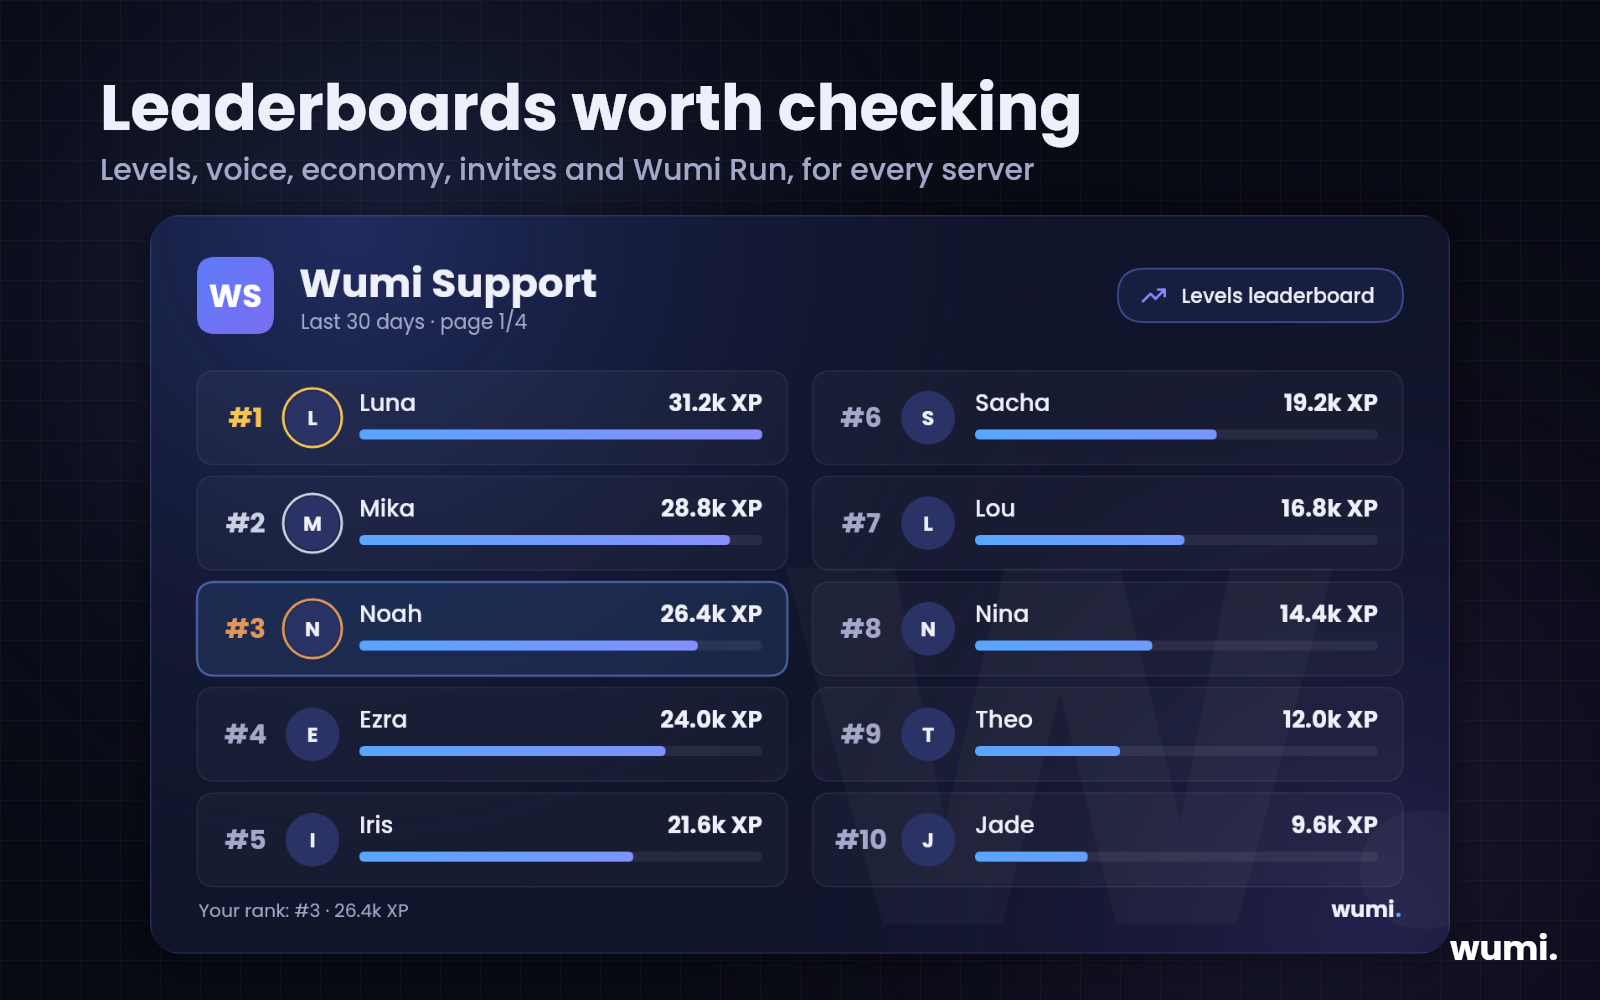 Leaderboards worth checking
Levels, voice, economy, invites and Wumi Run, for every server
WS
Wumi Support
Last 30 days · page 1/4
Levels leaderboard
#1 L Luna 31.2k XP
#2 M Mika 28.8k XP
#3 N Noah 26.4k XP
#4 E Ezra 24.0k XP
#5 I Iris 21.6k XP
#6 S Sacha 19.2k XP
#7 L Lou 16.8k XP
#8 N Nina 14.4k XP
#9 T Theo 12.0k XP
#10 J Jade 9.6k XP
Your rank: #3 · 26.4k XP
wumi.
wumi.